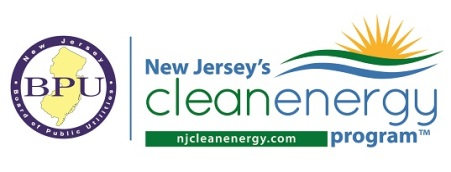 New Jersey
BPU
Board of Public Utilities
New Jersey's
cleanenergy
njcleanenergy.com
program™